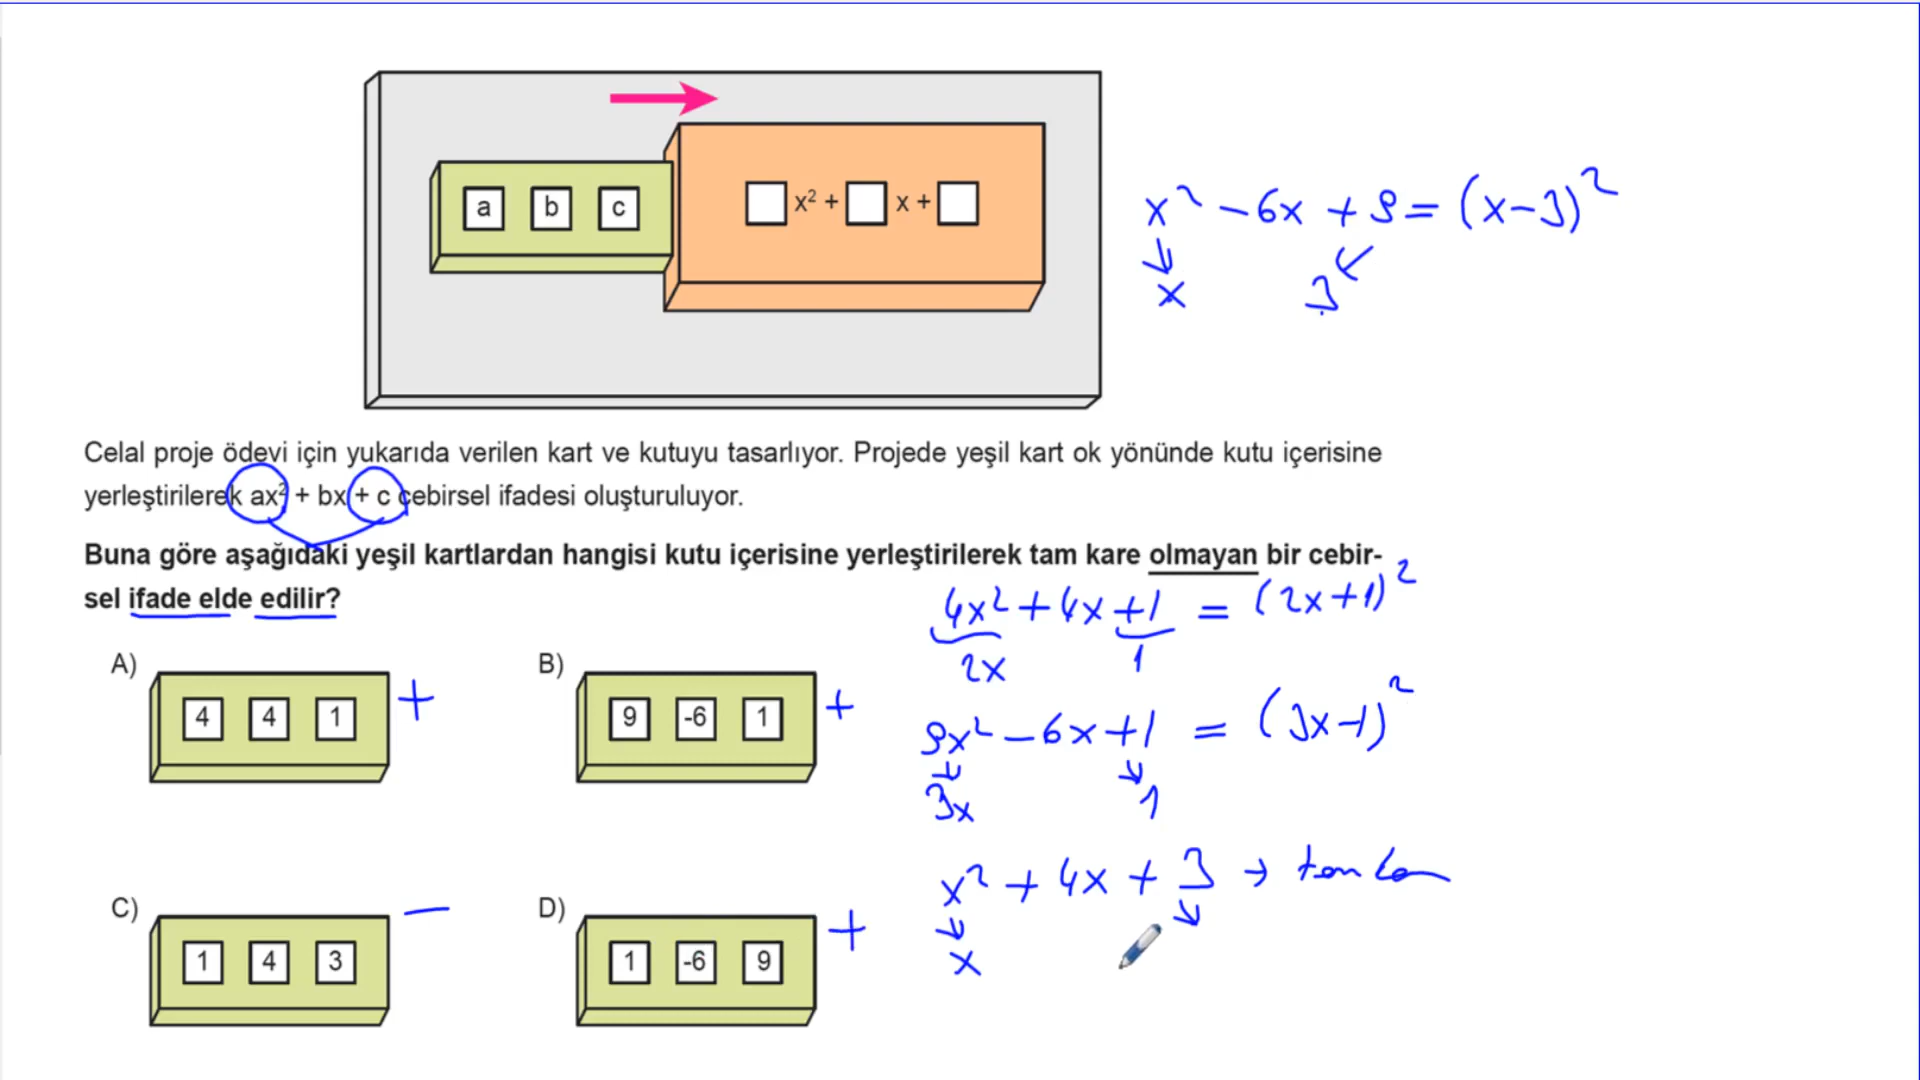 a b c
x² + x +
x² - 6x + 9 = (x-3)²
x 3
Celal proje ödevi için yukarıda verilen kart ve kutuyu tasarlıyor. Projede yeşil kart ok yönünde kutu içerisine
yerleştirilerek ax² + bx + c cebirsel ifadesi oluşturuluyor.
Buna göre aşağıdaki yeşil kartlardan hangisi kutu içerisine yerleştirilerek tam kare olmayan bir cebir-
sel ifade elde edilir?
4x² + 4x + 1 = (2x+1)²
2x 1
A) 4 4 1 +
B) 9 -6 1 +
9x² - 6x + 1 = (3x-1)²
3x 1
C) 1 4 3 -
D) 1 -6 9 +
x² + 4x + 3 →
x